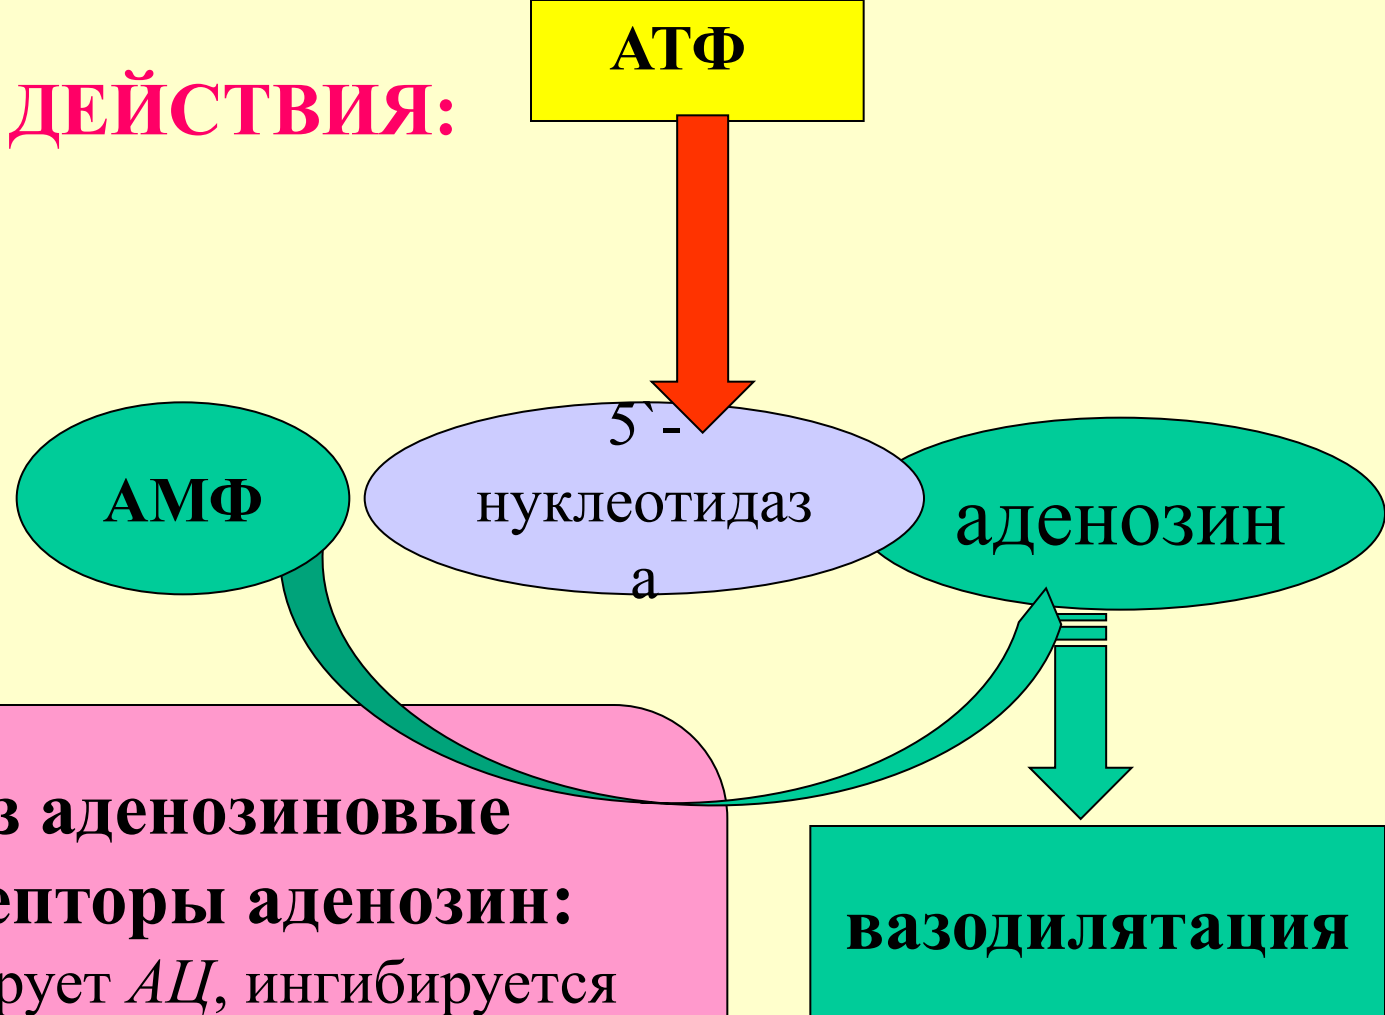 АТФ
ДЕЙСТВИЯ:
5`-
нуклеотидаз
а
АМФ
аденозин
з аденозиновые
епторы аденозин:
рует АЦ, ингибируется
вазодилятация